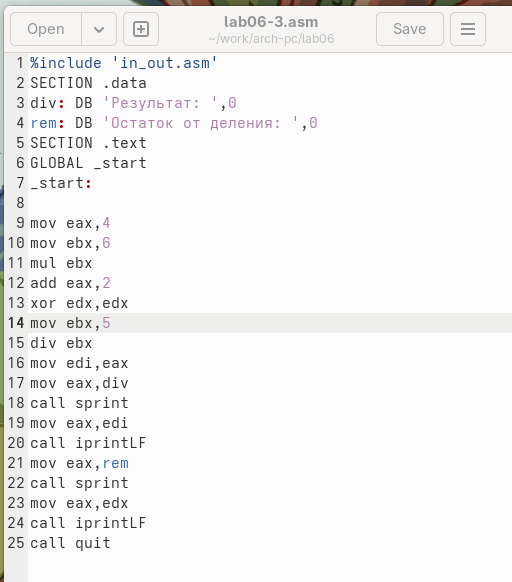 Open
lab06-3.asm
~/work/arch-pc/lab06
Save
1 %include 'in_out.asm'
2 SECTION .data
3 div: DB 'Результат: ',0
4 rem: DB 'Остаток от деления: ',0
5 SECTION .text
6 GLOBAL _start
7 _start:
8
9 mov eax,4
10 mov ebx,6
11 mul ebx
12 add eax,2
13 xor edx,edx
14 mov ebx,5
15 div ebx
16 mov edi,eax
17 mov eax,div
18 call sprint
19 mov eax,edi
20 call iprintLF
21 mov eax,rem
22 call sprint
23 mov eax,edx
24 call iprintLF
25 call quit